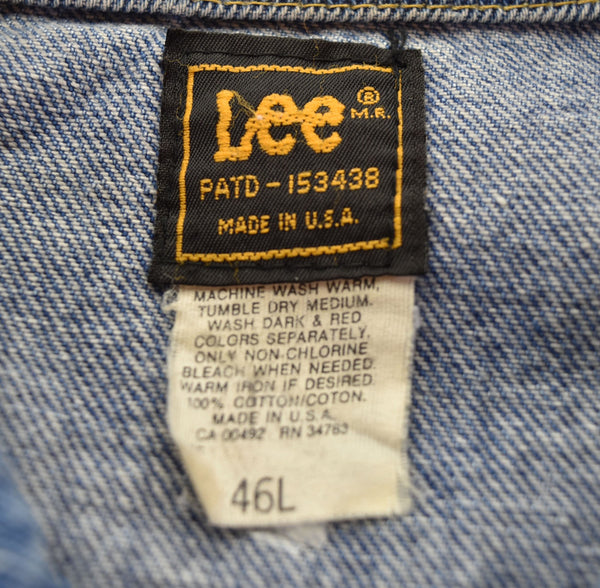 Lee ® M.R.
PATD-153438
MADE IN U.S.A.
MACHINE WASH WARM,
TUMBLE DRY MEDIUM.
WASH DARK & RED
COLORS SEPARATELY,
ONLY NON-CHLORINE
BLEACH WHEN NEEDED.
WARM IRON IF DESIRED.
100% COTTON/COTON.
MADE IN U.S.A.
CA 00492 RN 34763
46L